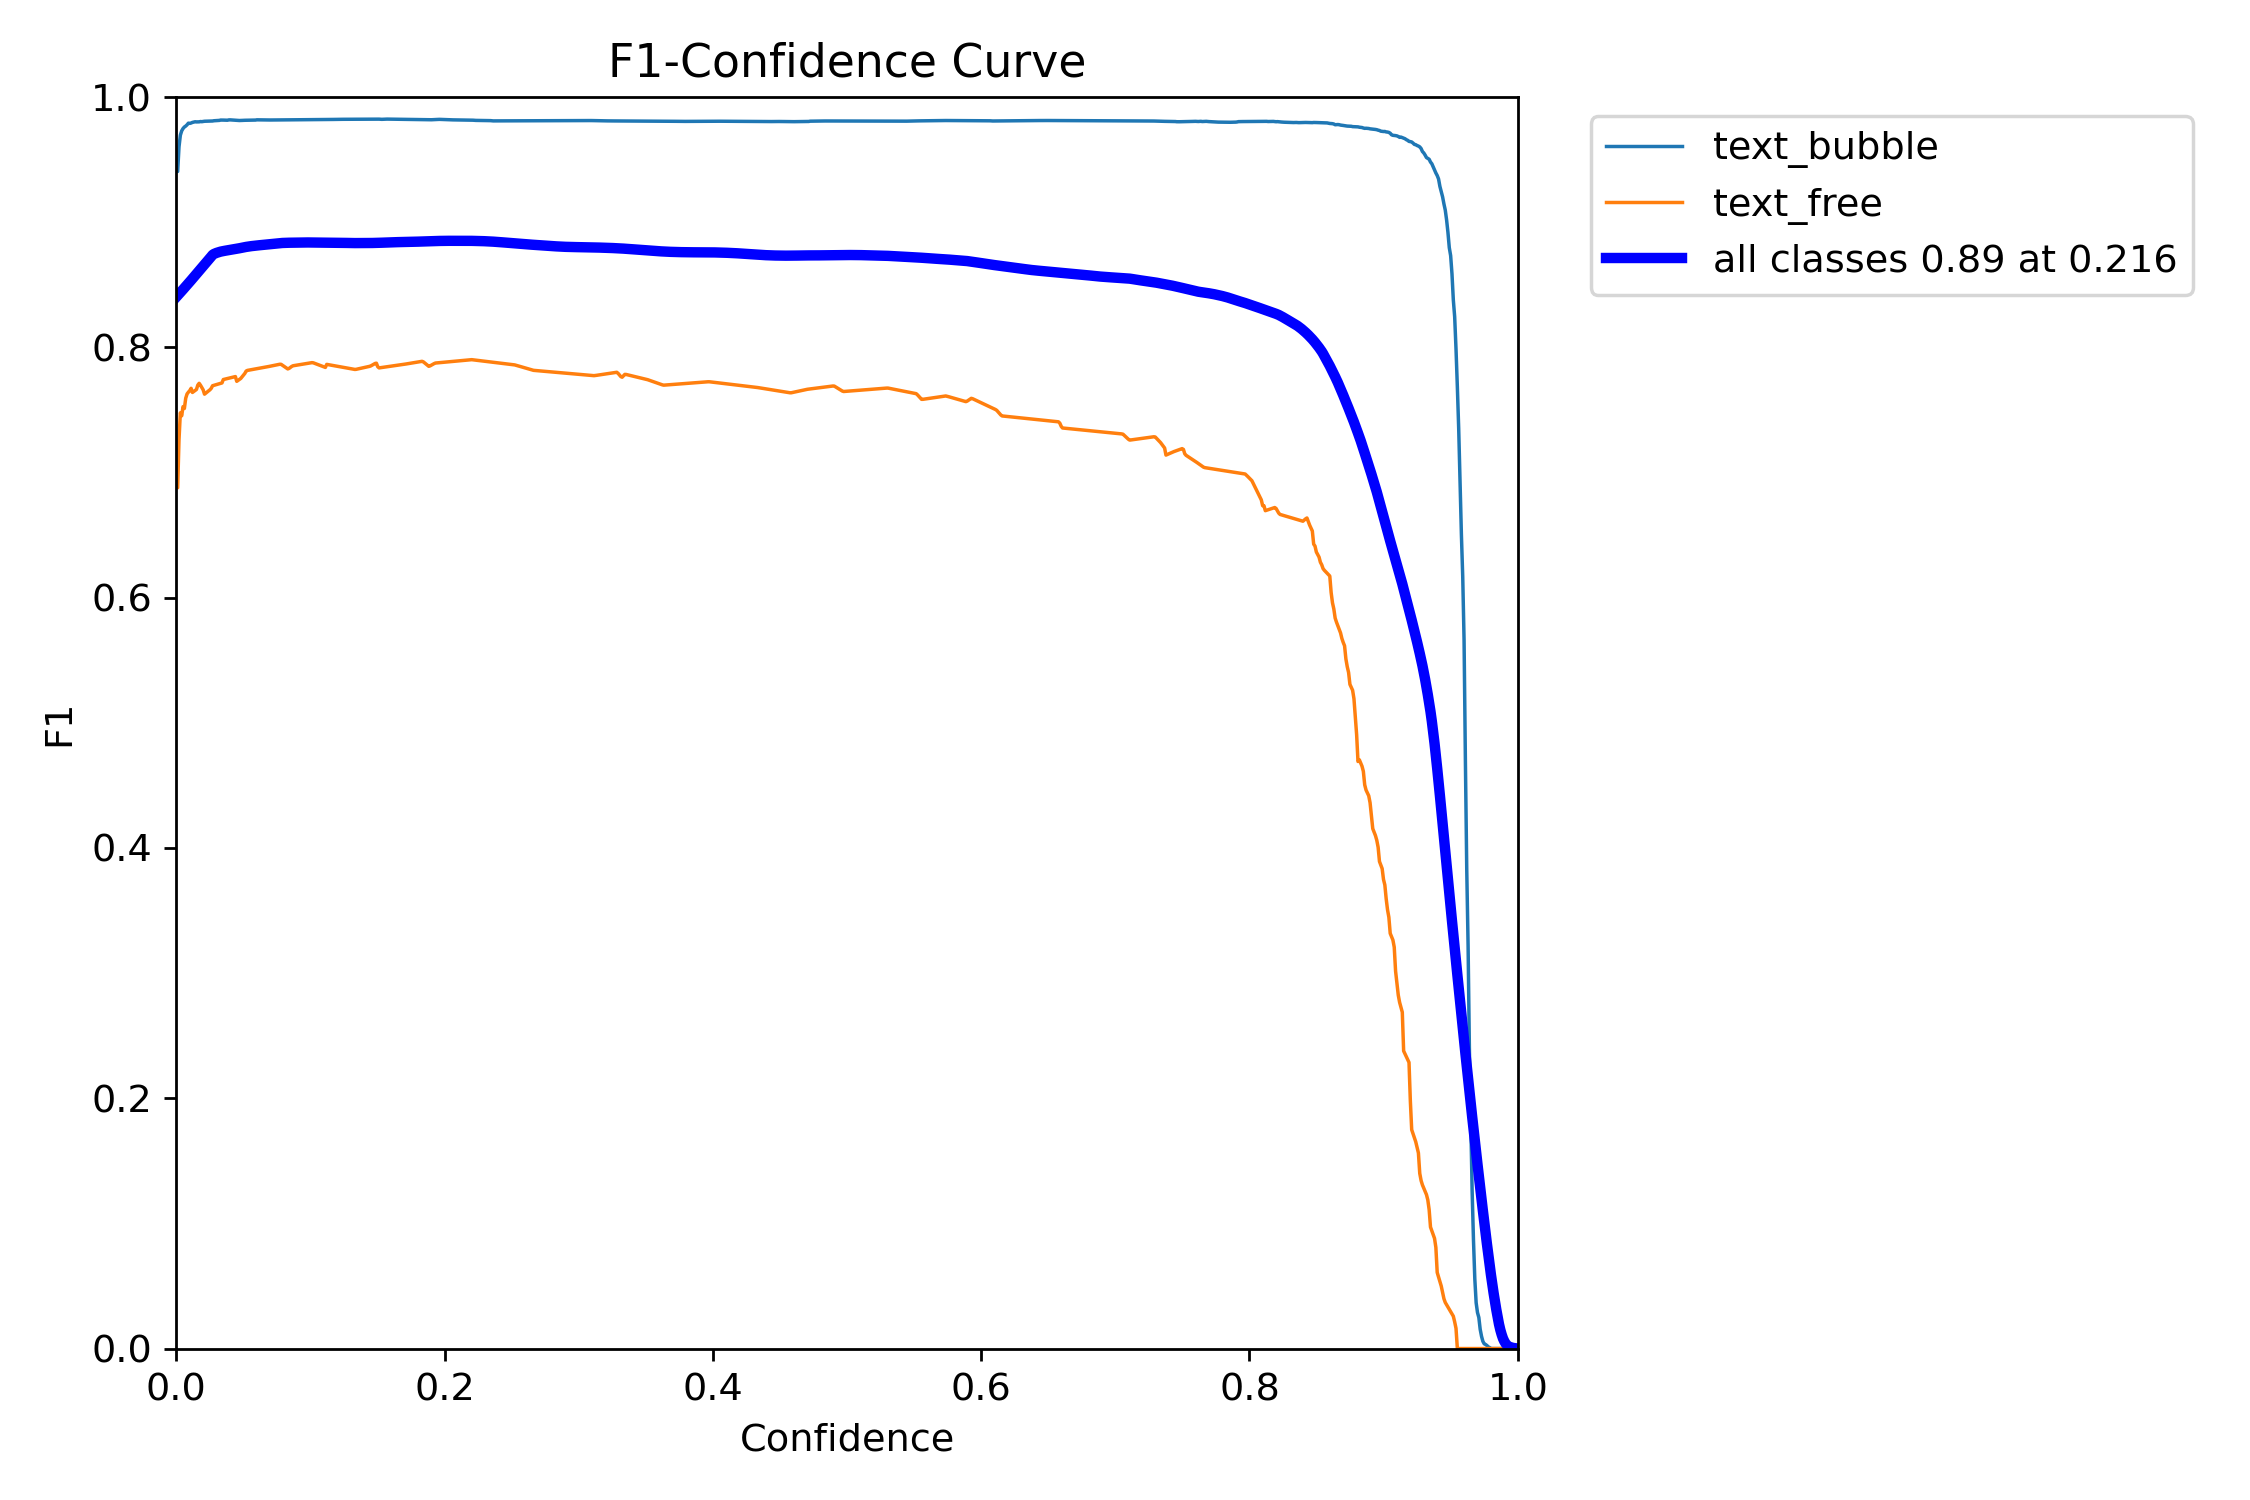 F1-Confidence Curve
1.0
0.8
0.6
0.4
0.2
0.0
F1
0.0 0.2 0.4 0.6 0.8 1.0
Confidence
text_bubble
text_free
all classes 0.89 at 0.216